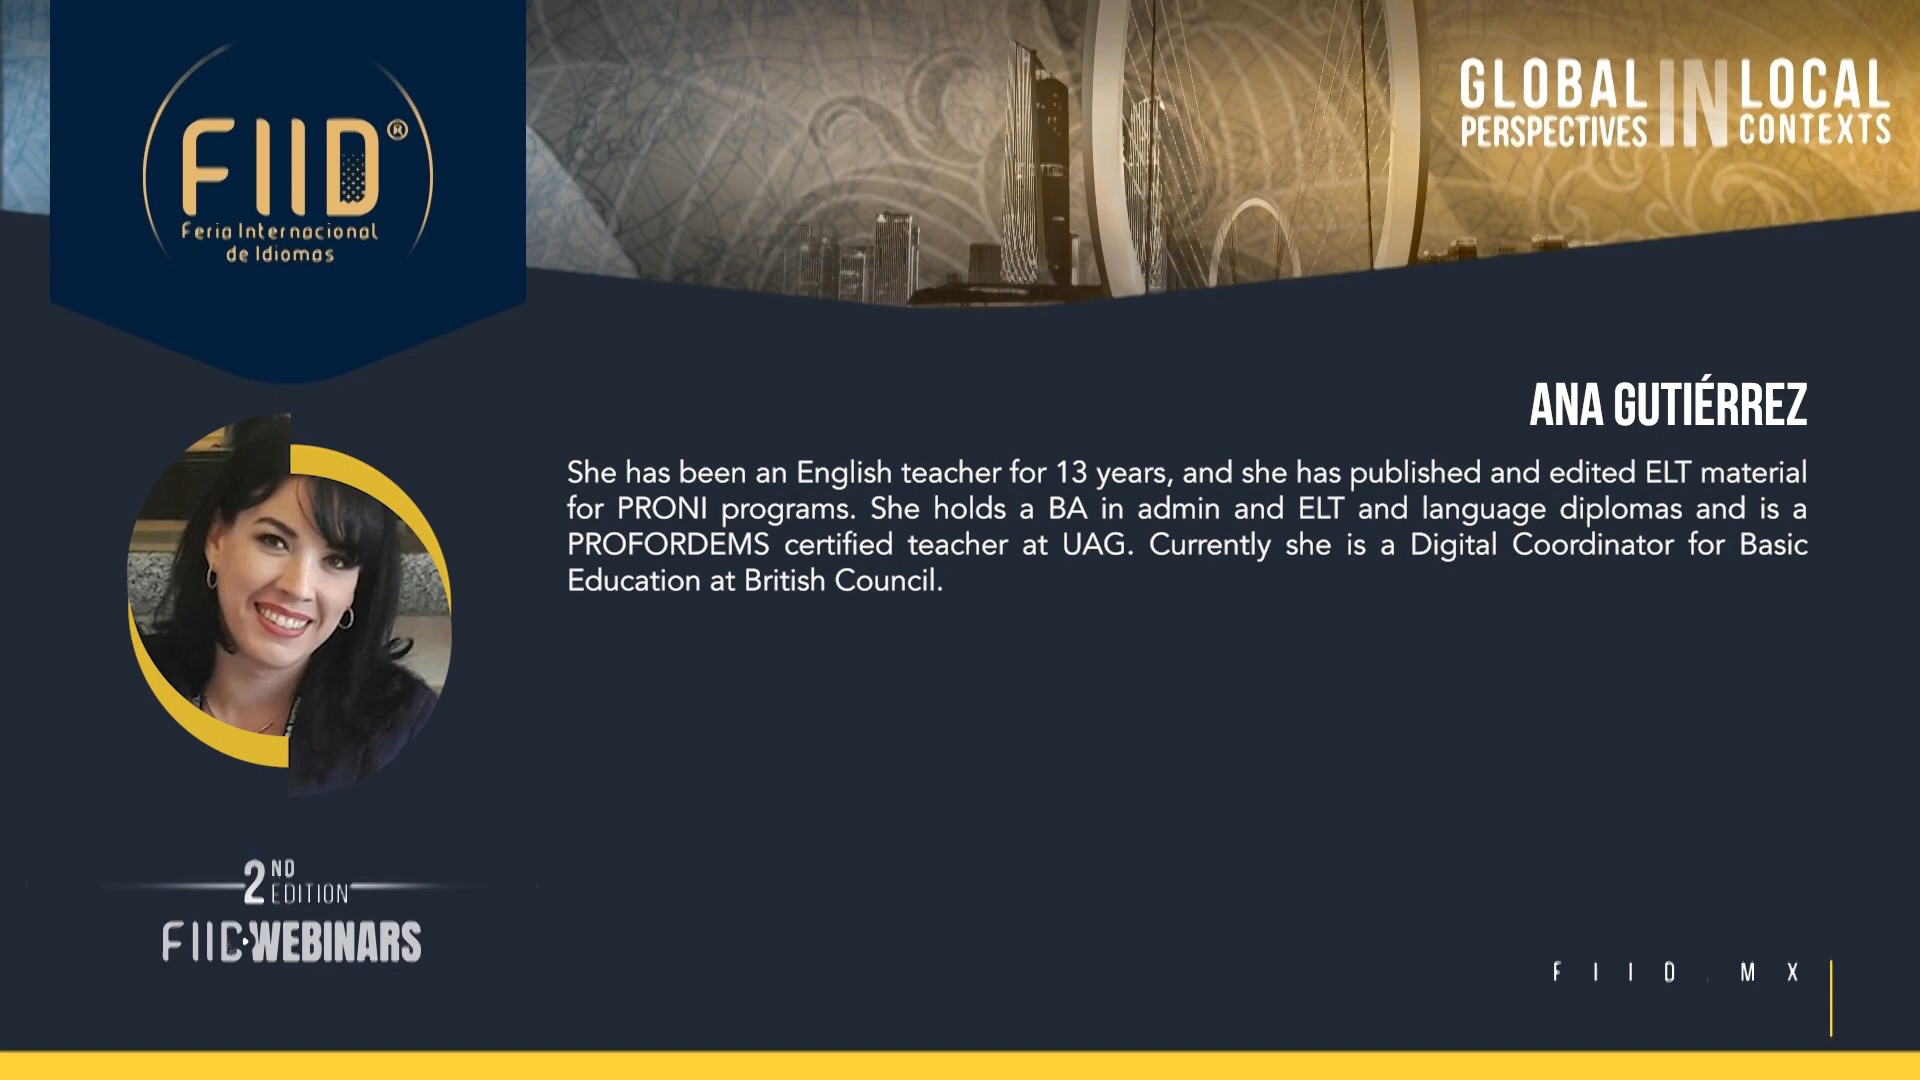 FIID®
Feria Internacional
de Idiomas
GLOBAL PERSPECTIVES IN LOCAL CONTEXTS
ANA GUTIÉRREZ
She has been an English teacher for 13 years, and she has published and edited ELT material
for PRONI programs. She holds a BA in admin and ELT and language diplomas and is a
PROFORDEMS certified teacher at UAG. Currently she is a Digital Coordinator for Basic
Education at British Council.
2ND EDITION
FIID·WEBINARS
FIID.MX